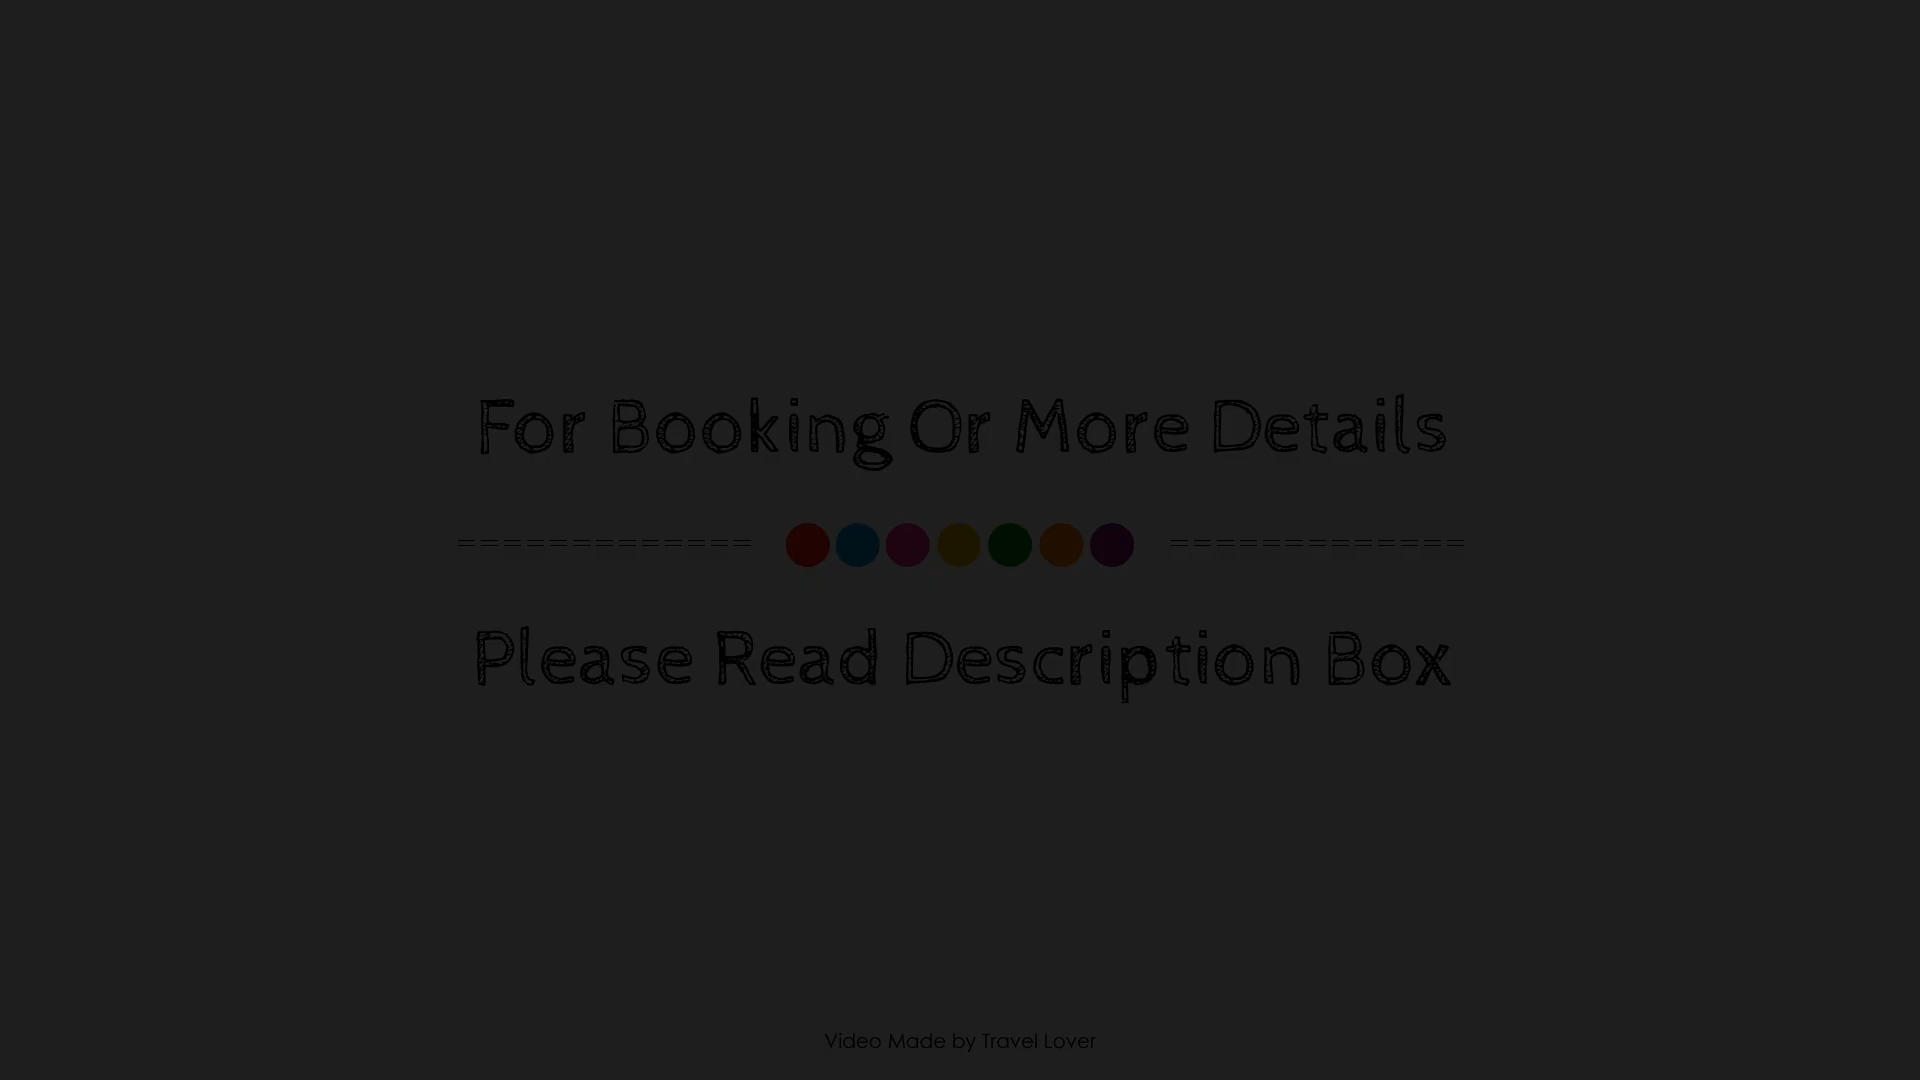 For Booking Or More Details
============= =============
Please Read Description Box
Video Made by Travel Lover